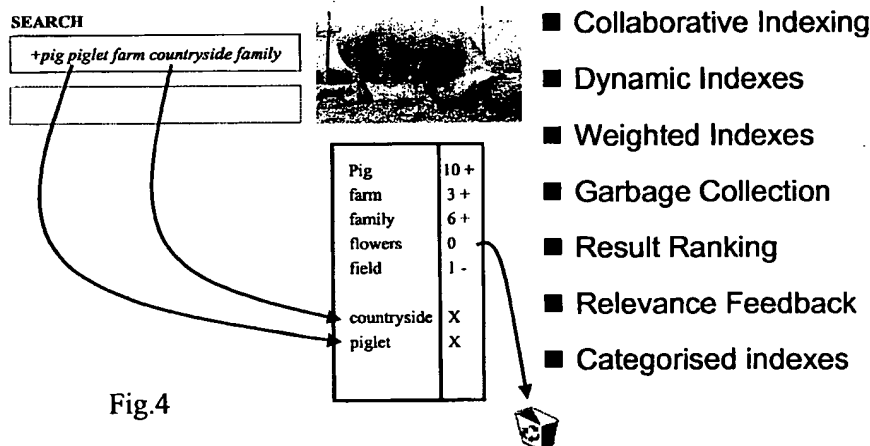 SEARCH
+pig piglet farm countryside family
Pig 10 +
farm 3 +
family 6 +
flowers 0
field 1 -
countryside X
piglet X
Fig.4
■ Collaborative Indexing
■ Dynamic Indexes
■ Weighted Indexes
■ Garbage Collection
■ Result Ranking
■ Relevance Feedback
■ Categorised indexes